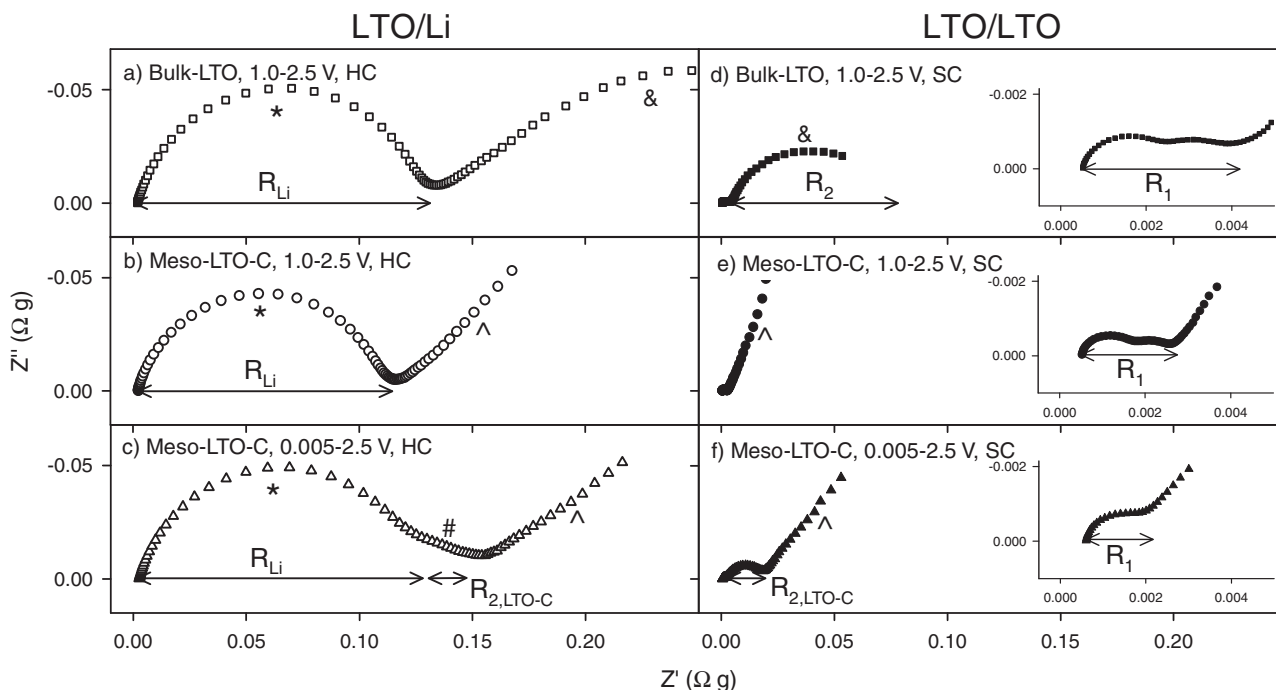 LTO/Li
LTO/LTO
Z'' (Ω g)
a) Bulk-LTO, 1.0-2.5 V, HC
-0.05
0.00
*
&
R_Li
d) Bulk-LTO, 1.0-2.5 V, SC
&
R_2
-0.002
0.000
R_1
0.000 0.002 0.004
b) Meso-LTO-C, 1.0-2.5 V, HC
-0.05
0.00
*
^
R_Li
e) Meso-LTO-C, 1.0-2.5 V, SC
^
-0.002
0.000
R_1
0.000 0.002 0.004
c) Meso-LTO-C, 0.005-2.5 V, HC
-0.05
0.00
*
#
^
R_Li
R_2,LTO-C
f) Meso-LTO-C, 0.005-2.5 V, SC
^
R_2,LTO-C
-0.002
0.000
R_1
0.000 0.002 0.004
0.00 0.05 0.10 0.15 0.20
0.00 0.05 0.10 0.15 0.20
Z' (Ω g)